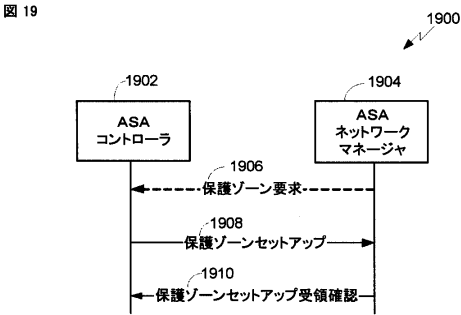 図 19
1900
1902
ASA
コントローラ
1904
ASA
ネットワーク
マネージャ
1906
保護ゾーン要求
1908
保護ゾーンセットアップ
1910
保護ゾーンセットアップ受領確認